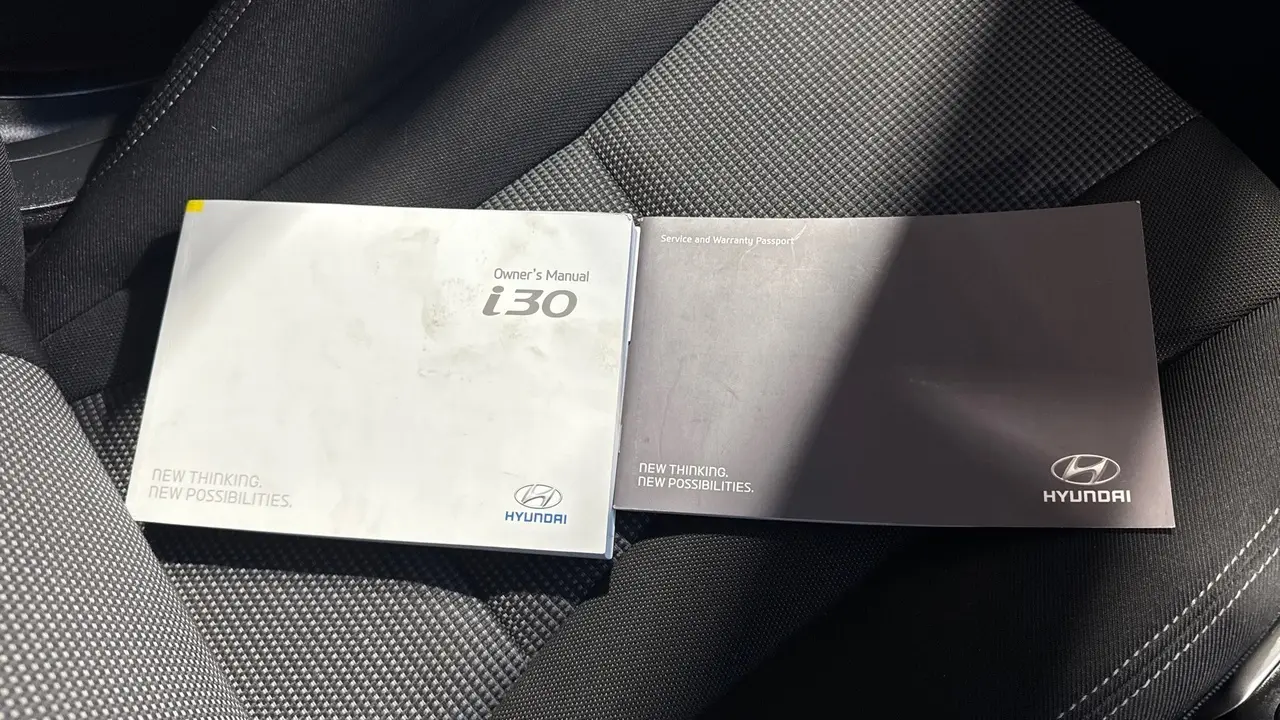 Owner's Manual
i30
NEW THINKING.
NEW POSSIBILITIES.
HYUNDAI
Service and Warranty Passport
NEW THINKING.
NEW POSSIBILITIES.
HYUNDAI